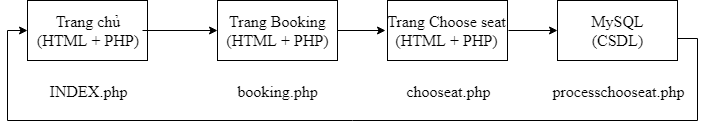 Trang chủ
(HTML + PHP)
Trang Booking
(HTML + PHP)
Trang Choose seat
(HTML + PHP)
MySQL
(CSDL)
INDEX.php
booking.php
chooseat.php
processchooseat.php